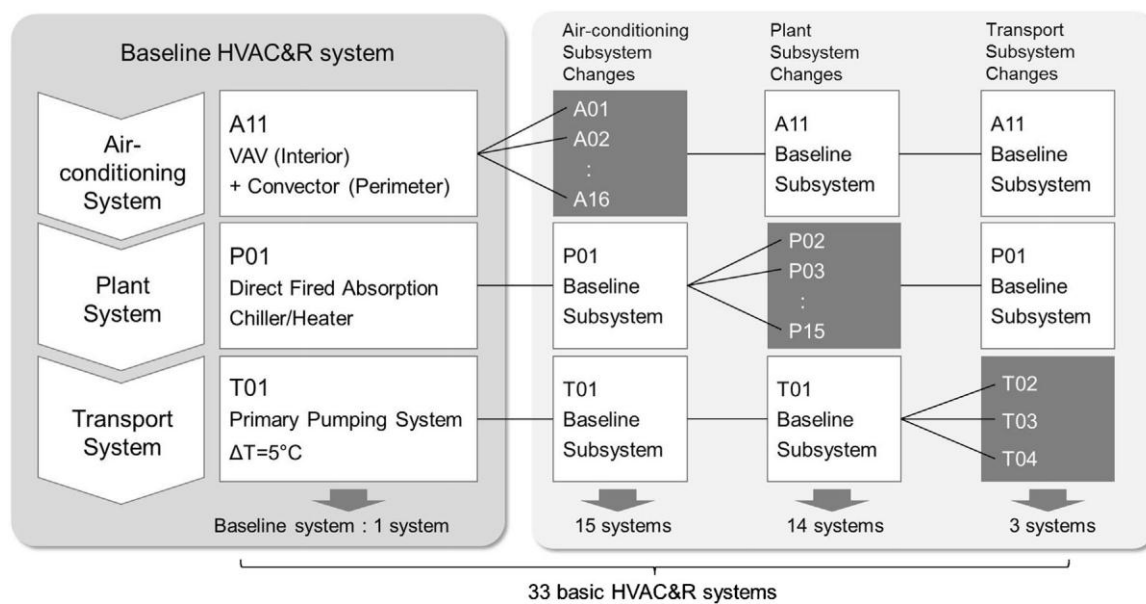 Baseline HVAC&R system
Air-conditioning
Subsystem
Changes
Plant
Subsystem
Changes
Transport
Subsystem
Changes
Air-
conditioning
System
A11
VAV (Interior)
+ Convector (Perimeter)
A01
A02
:
A16
A11
Baseline
Subsystem
A11
Baseline
Subsystem
Plant
System
P01
Direct Fired Absorption
Chiller/Heater
P01
Baseline
Subsystem
P02
P03
:
P15
P01
Baseline
Subsystem
Transport
System
T01
Primary Pumping System
ΔT=5°C
T01
Baseline
Subsystem
T01
Baseline
Subsystem
T02
T03
T04
Baseline system : 1 system
15 systems
14 systems
3 systems
33 basic HVAC&R systems